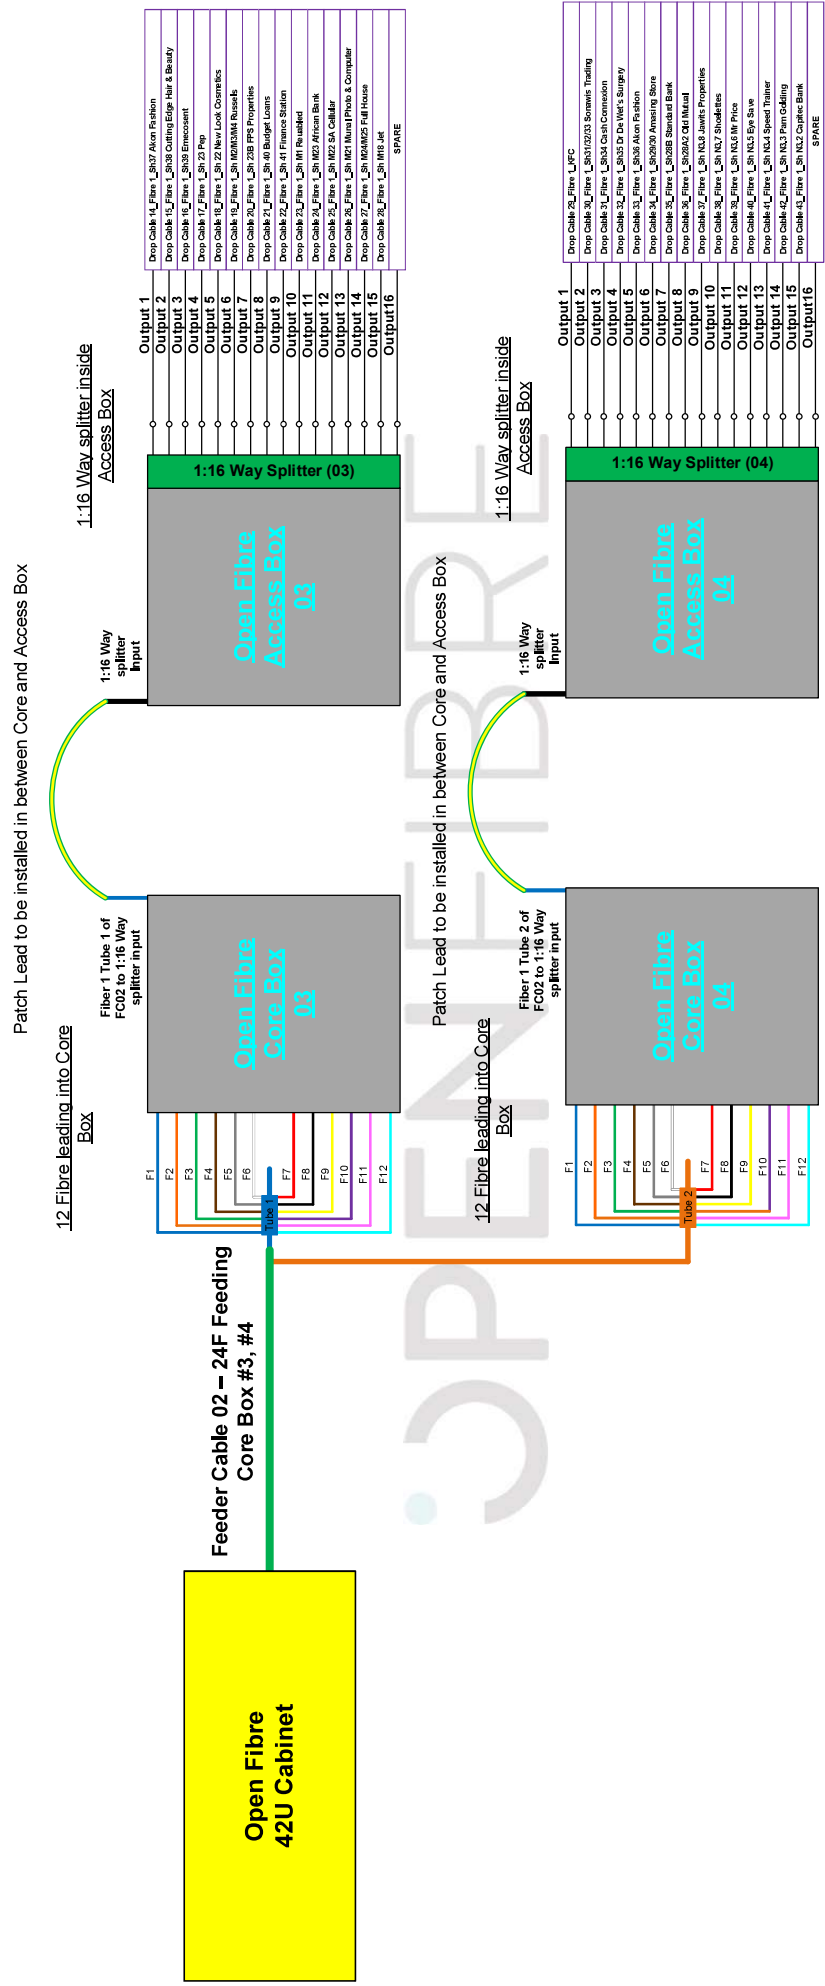 Open Fibre
42U Cabinet
Feeder Cable 02 – 24F Feeding
Core Box #3, #4
Patch Lead to be installed in between Core and Access Box
12 Fibre leading into Core
Box
Tube 1
F1
F2
F3
F4
F5
F6
F7
F8
F9
F10
F11
F12
Fiber 1 Tube 1 of
FC02 to 1:16 Way
splitter input
Open Fibre
Core Box
03
1:16 Way
splitter
Input
Open Fibre
Access Box
03
1:16 Way splitter inside
Access Box
1:16 Way Splitter (03)
Output 1
Output 2
Output 3
Output 4
Output 5
Output 6
Output 7
Output 8
Output 9
Output 10
Output 11
Output 12
Output 13
Output 14
Output 15
Output16
Drop Cable 14_Fibre 1_Sh37 Akon Fashion
Drop Cable 15_Fibre 1_Sh38 Cutting Edge Hair & Beauty
Drop Cable 16_Fibre 1_Sh39 Emecosent
Drop Cable 17_Fibre 1_Sh 23 Pep
Drop Cable 18_Fibre 1_Sh 22 New Look Cosmetics
Drop Cable 19_Fibre 1_Sh M2/M3/M4 Russels
Drop Cable 20_Fibre 1_Sh 23B FPS Properties
Drop Cable 21_Fibre 1_Sh 40 Budget Loans
Drop Cable 22_Fibre 1_Sh 41 Finance Station
Drop Cable 23_Fibre 1_Sh M1
Drop Cable 24_Fibre 1_Sh M23 African Bank
Drop Cable 25_Fibre 1_Sh M22 SA Cellular
Drop Cable 26_Fibre 1_Sh M21 Photo & Computer
Drop Cable 27_Fibre 1_Sh M24/M25 Full House
Drop Cable 28_Fibre 1_Sh M18 Jet
SPARE
Patch Lead to be installed in between Core and Access Box
12 Fibre leading into Core
Box
Tube 2
F1
F2
F3
F4
F5
F6
F7
F8
F9
F10
F11
F12
Fiber 1 Tube 2 of
FC02 to 1:16 Way
splitter input
Open Fibre
Core Box
04
1:16 Way
splitter
Input
Open Fibre
Access Box
04
1:16 Way splitter inside
Access Box
1:16 Way Splitter (04)
Output 1
Output 2
Output 3
Output 4
Output 5
Output 6
Output 7
Output 8
Output 9
Output 10
Output 11
Output 12
Output 13
Output 14
Output 15
Output16
Drop Cable 29_Fibre 1_KFC
Drop Cable 30_Fibre 1_Sh31/32/33 Sonawis Trading
Drop Cable 31_Fibre 1_Sh34 Cash Connexion
Drop Cable 32_Fibre 1_Sh35 Dr De Wet's Surgery
Drop Cable 33_Fibre 1_Sh36 Akon Fashion
Drop Cable 34_Fibre 1_Sh29/30 Amasing Store
Drop Cable 35_Fibre 1_Sh28B Standard Bank
Drop Cable 36_Fibre 1_Sh28A2 Old Mutual
Drop Cable 37_Fibre 1_Sh N3,8 Jawits Properties
Drop Cable 38_Fibre 1_Sh N3,7 Shoelettes
Drop Cable 39_Fibre 1_Sh N3,6 Mr Price
Drop Cable 40_Fibre 1_Sh N3,5 Eye Save
Drop Cable 41_Fibre 1_Sh N3,4 Speed Trainer
Drop Cable 42_Fibre 1_Sh N3,3 Pam Golding
Drop Cable 43_Fibre 1_Sh N3,2 Capitec Bank
SPARE
OPENFIBRE